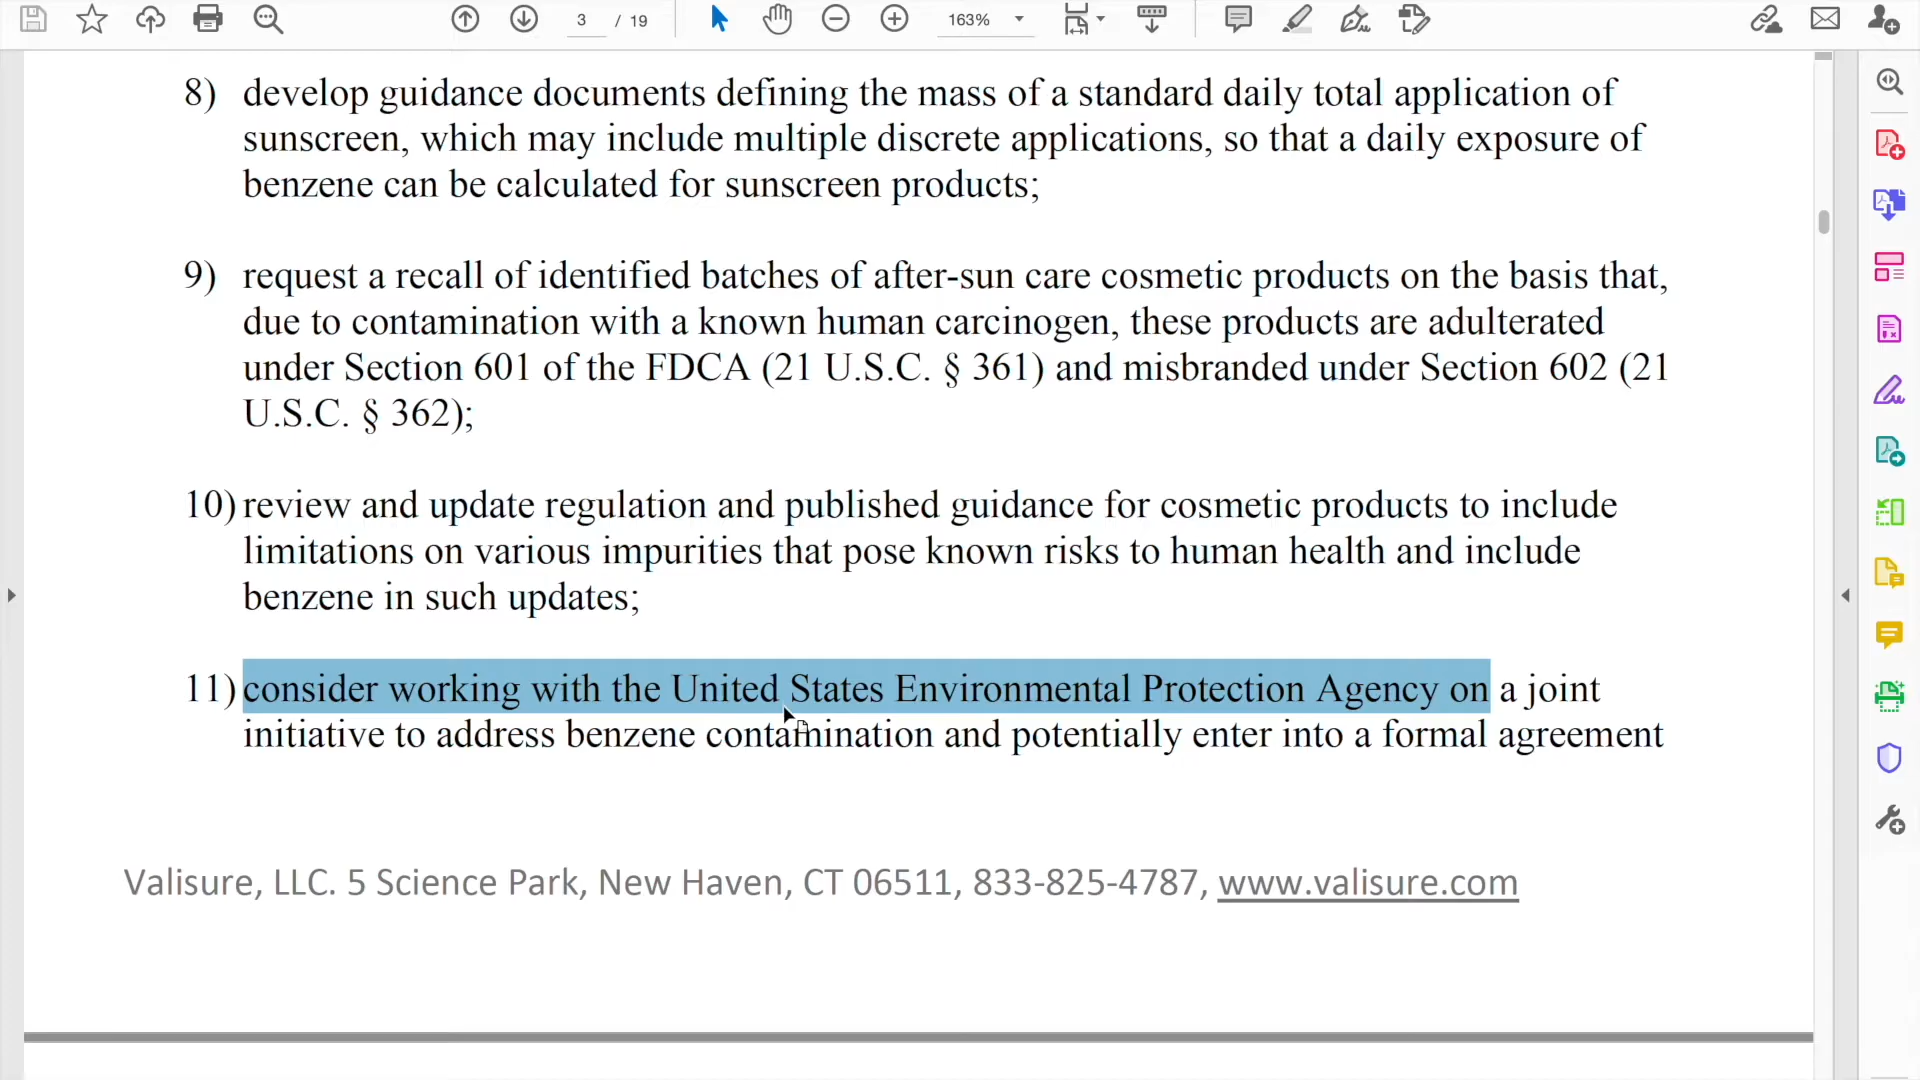 3 / 19 163%
8) develop guidance documents defining the mass of a standard daily total application of
sunscreen, which may include multiple discrete applications, so that a daily exposure of
benzene can be calculated for sunscreen products;
9) request a recall of identified batches of after-sun care cosmetic products on the basis that,
due to contamination with a known human carcinogen, these products are adulterated
under Section 601 of the FDCA (21 U.S.C. § 361) and misbranded under Section 602 (21
U.S.C. § 362);
10) review and update regulation and published guidance for cosmetic products to include
limitations on various impurities that pose known risks to human health and include
benzene in such updates;
11) consider working with the United States Environmental Protection Agency on a joint
initiative to address benzene contamination and potentially enter into a formal agreement
Valisure, LLC. 5 Science Park, New Haven, CT 06511, 833-825-4787, www.valisure.com